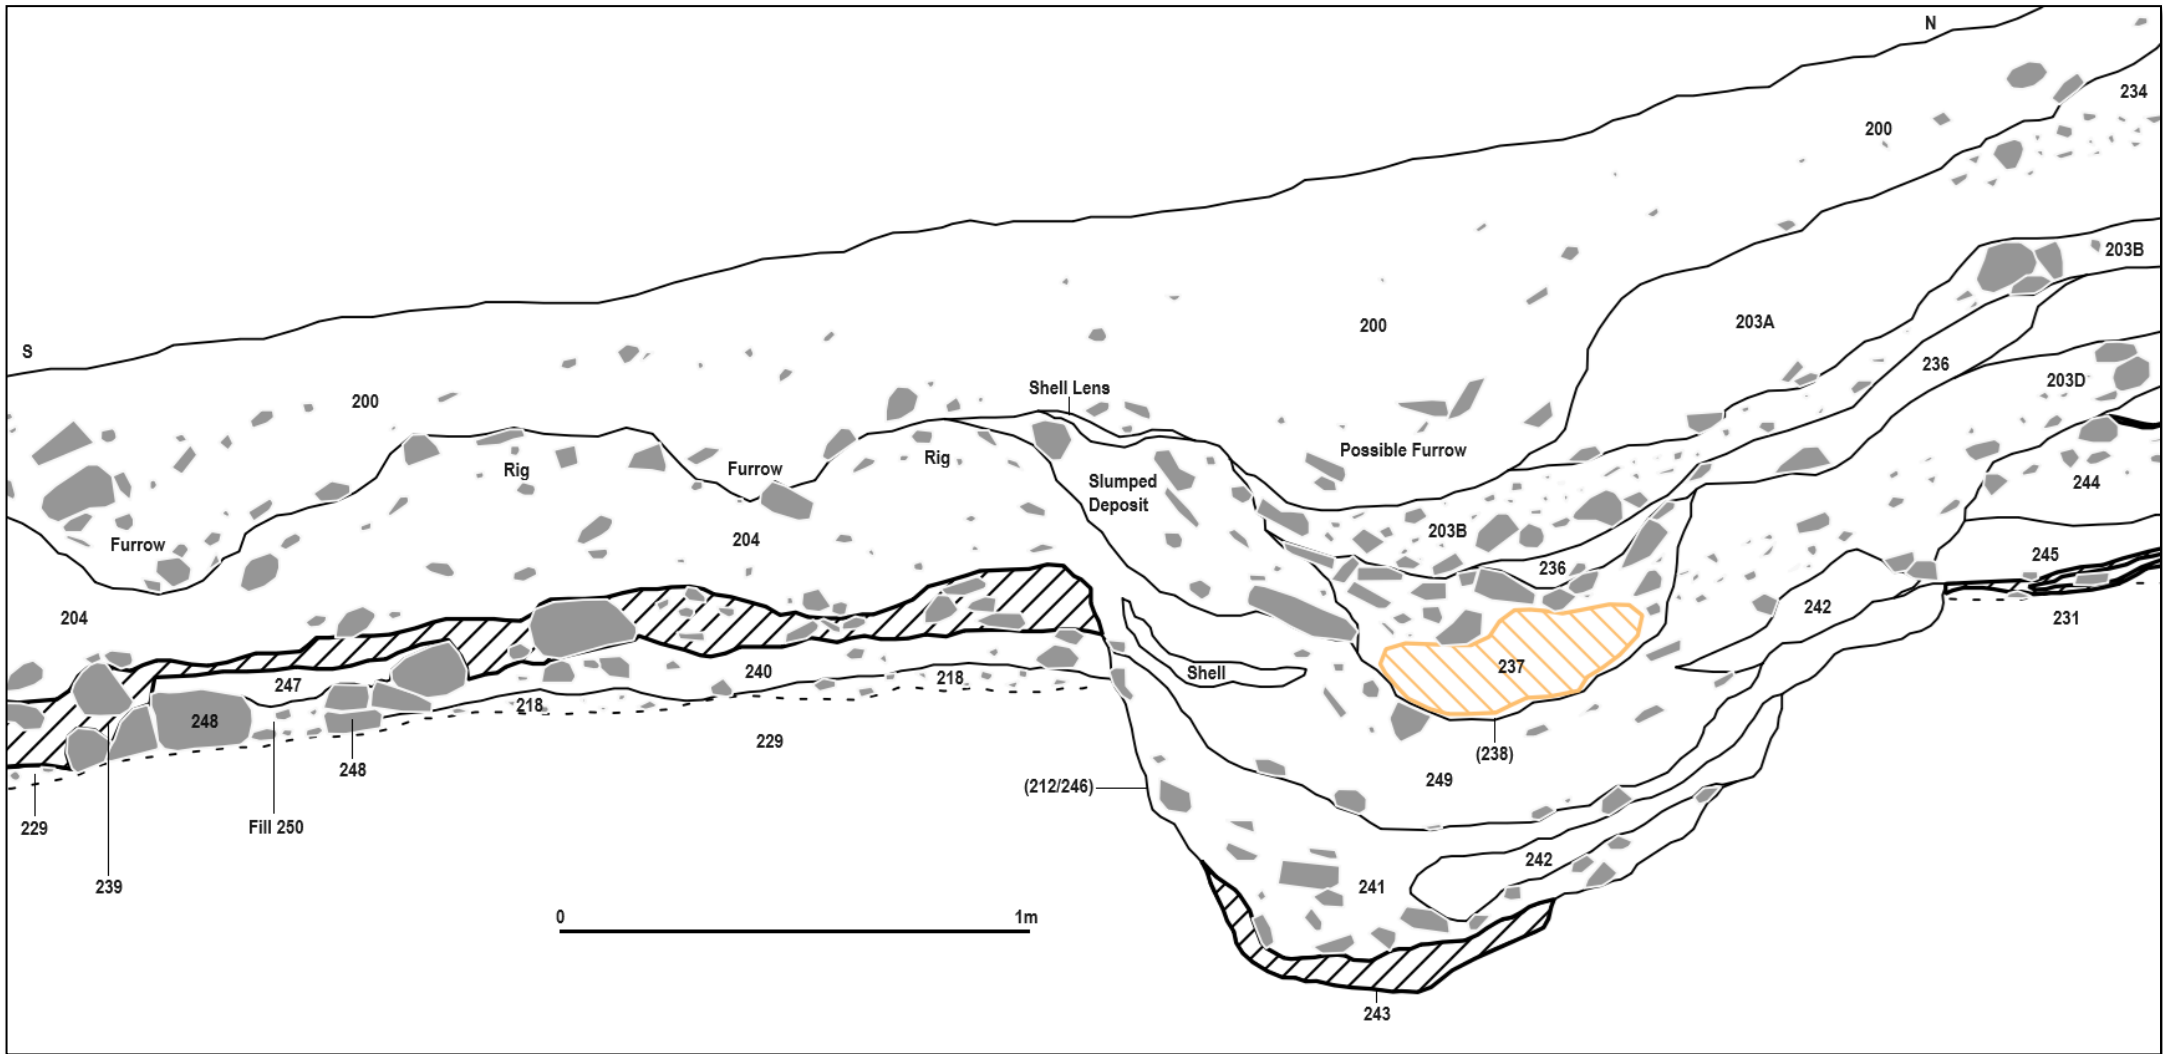 N
234
200
203B
200
203A
236
S
203D
Shell Lens
200
Possible Furrow
Rig
Furrow
Rig
Slumped
Deposit
244
203B
204
Furrow
245
236
242
231
204
237
Shell
240
218
247
218
248
229
(238)
248
249
(212/246)
229
Fill 250
242
239
241
0 1m
243